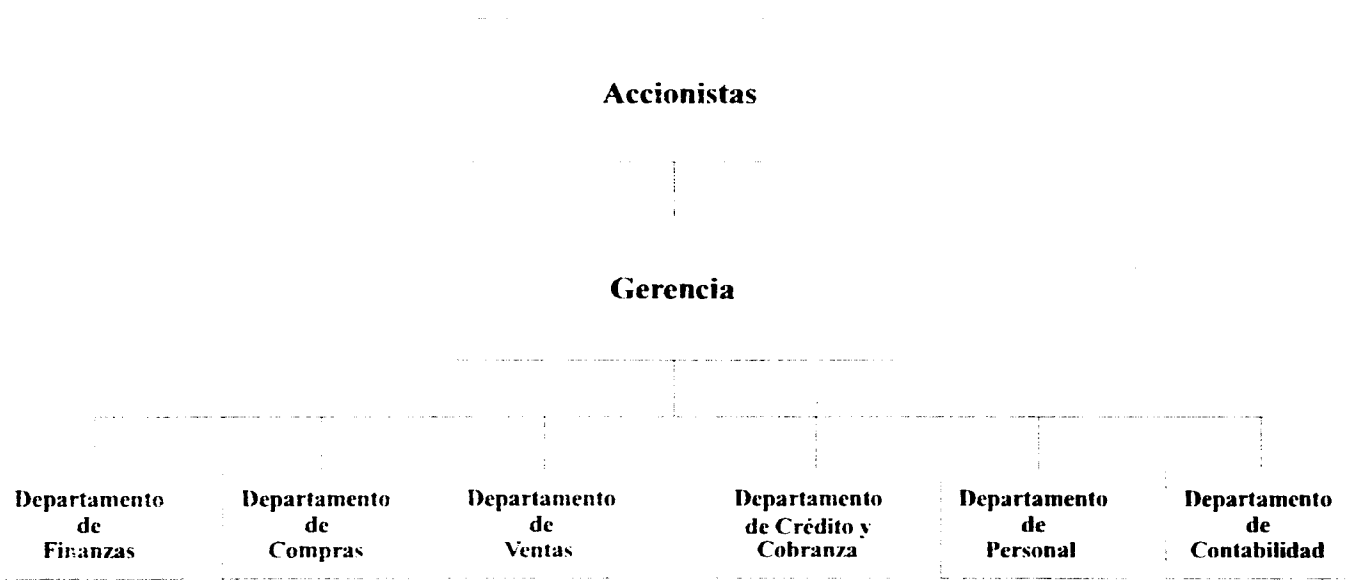 Accionistas
Gerencia
Departamento
de
Finanzas
Departamento
de
Compras
Departamento
de
Ventas
Departamento
de Crédito y
Cobranza
Departamento
de
Personal
Departamento
de
Contabilidad